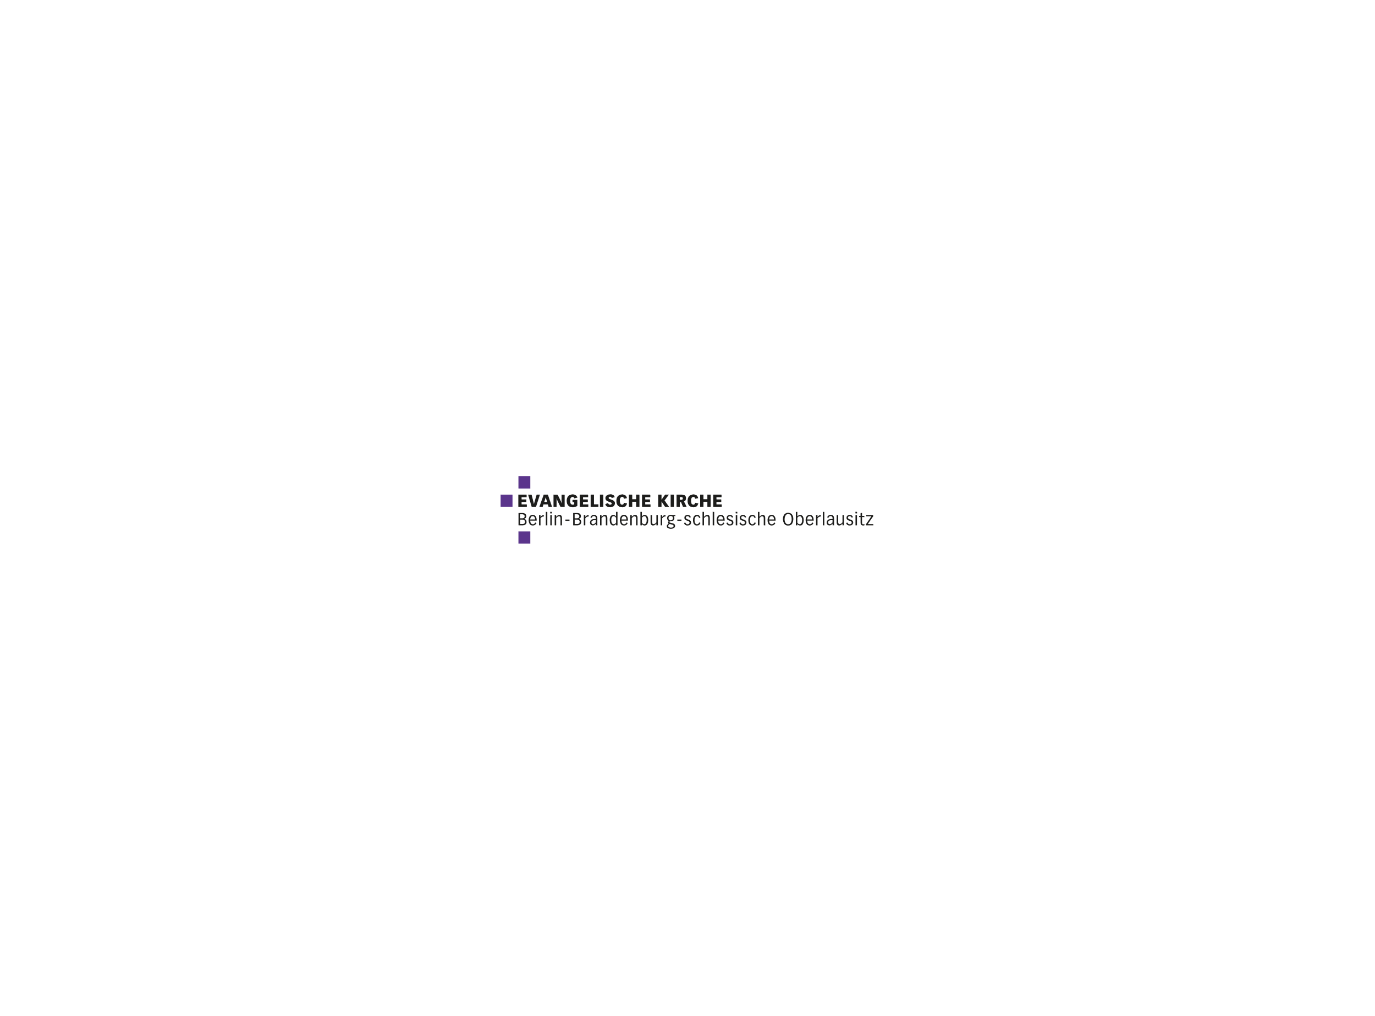 EVANGELISCHE KIRCHE
Berlin-Brandenburg-schlesische Oberlausitz